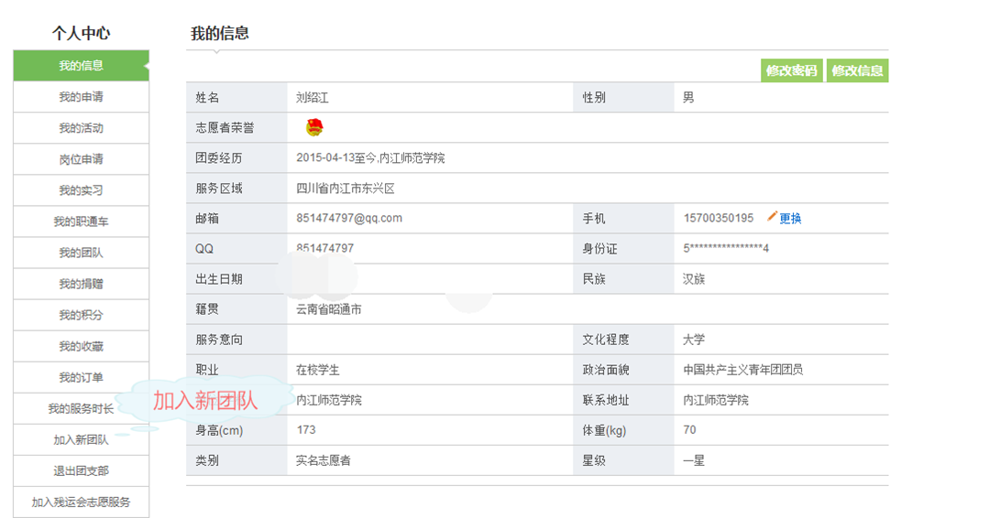 个人中心
我的信息
我的申请
我的活动
岗位申请
我的实习
我的职通车
我的团队
我的捐赠
我的积分
我的收藏
我的订单
我的服务时长
加入新团队
退出团支部
加入残运会志愿服务
加入新团队
我的信息
修改密码 修改信息
姓名 刘绍江 性别 男
志愿者荣誉
团委经历 2015-04-13至今,内江师范学院
服务区域 四川省内江市东兴区
邮箱 851474797@qq.com 手机 15700350195 更换
QQ 851474797 身份证 5****************4
出生日期 民族 汉族
籍贯 云南省昭通市
服务意向 文化程度 大学
职业 在校学生 政治面貌 中国共产主义青年团团员
内江师范学院 联系地址 内江师范学院
身高(cm) 173 体重(kg) 70
类别 实名志愿者 星级 一星